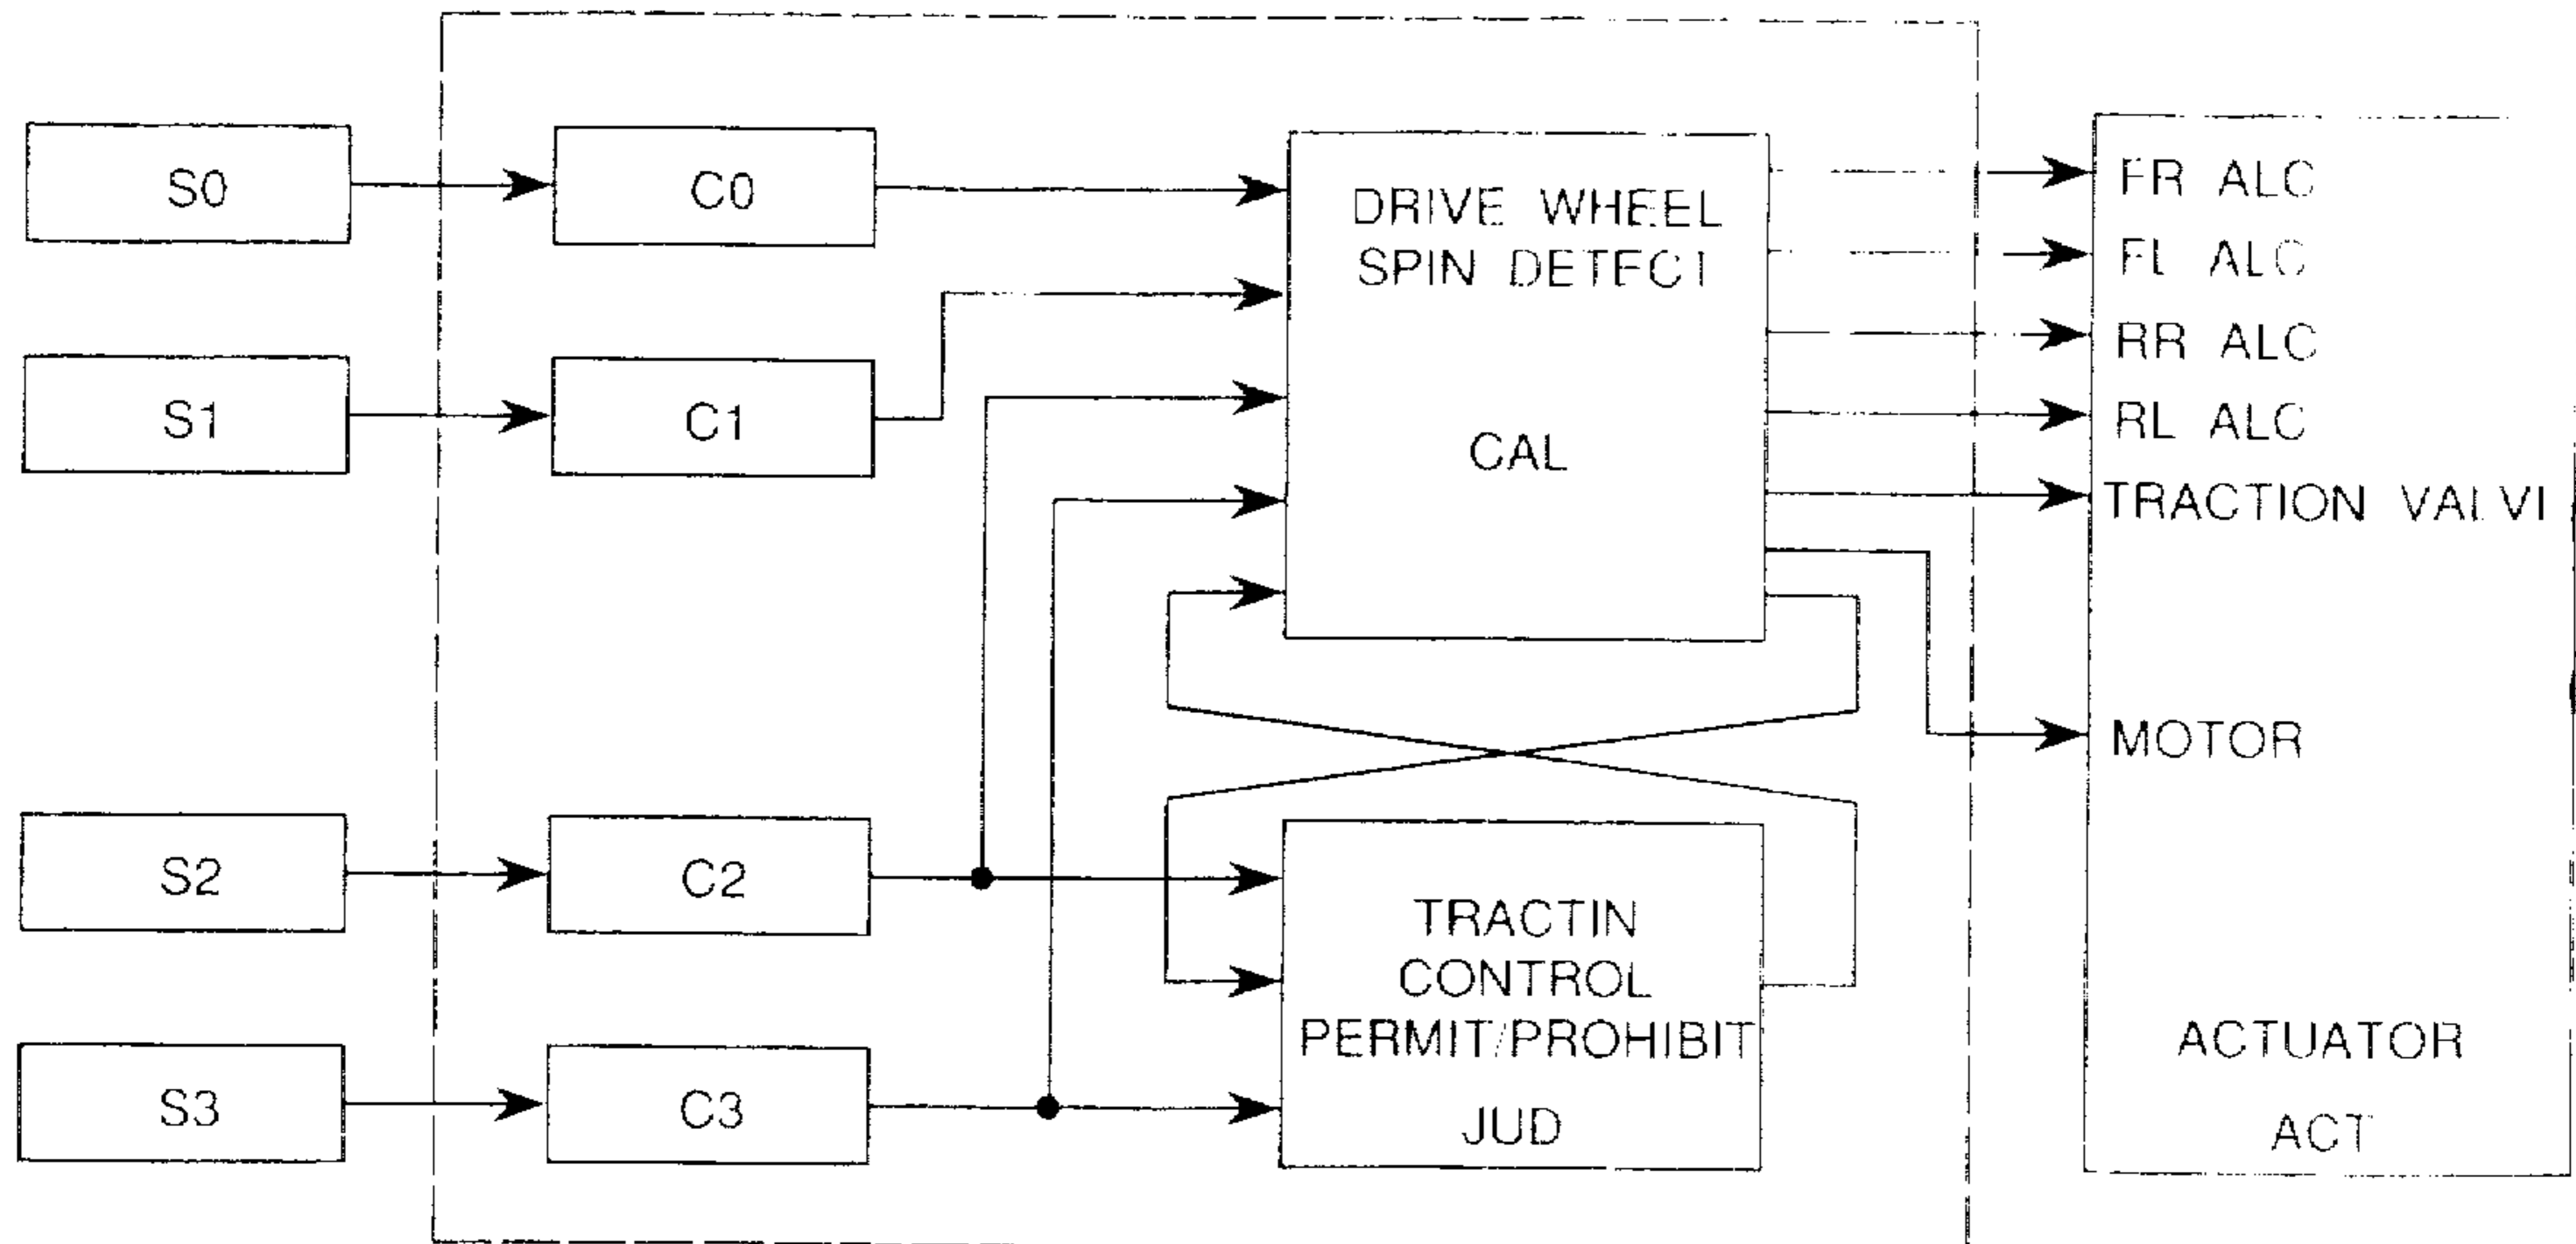 S0
C0
DRIVE WHEEL
SPIN DETECT
CAL
FR ALC
FL ALC
RR ALC
RL ALC
TRACTION VALVE
MOTOR
S1
C1
S2
C2
S3
C3
TRACTIN
CONTROL
PERMIT/PROHIBIT
JUD
ACTUATOR
ACT